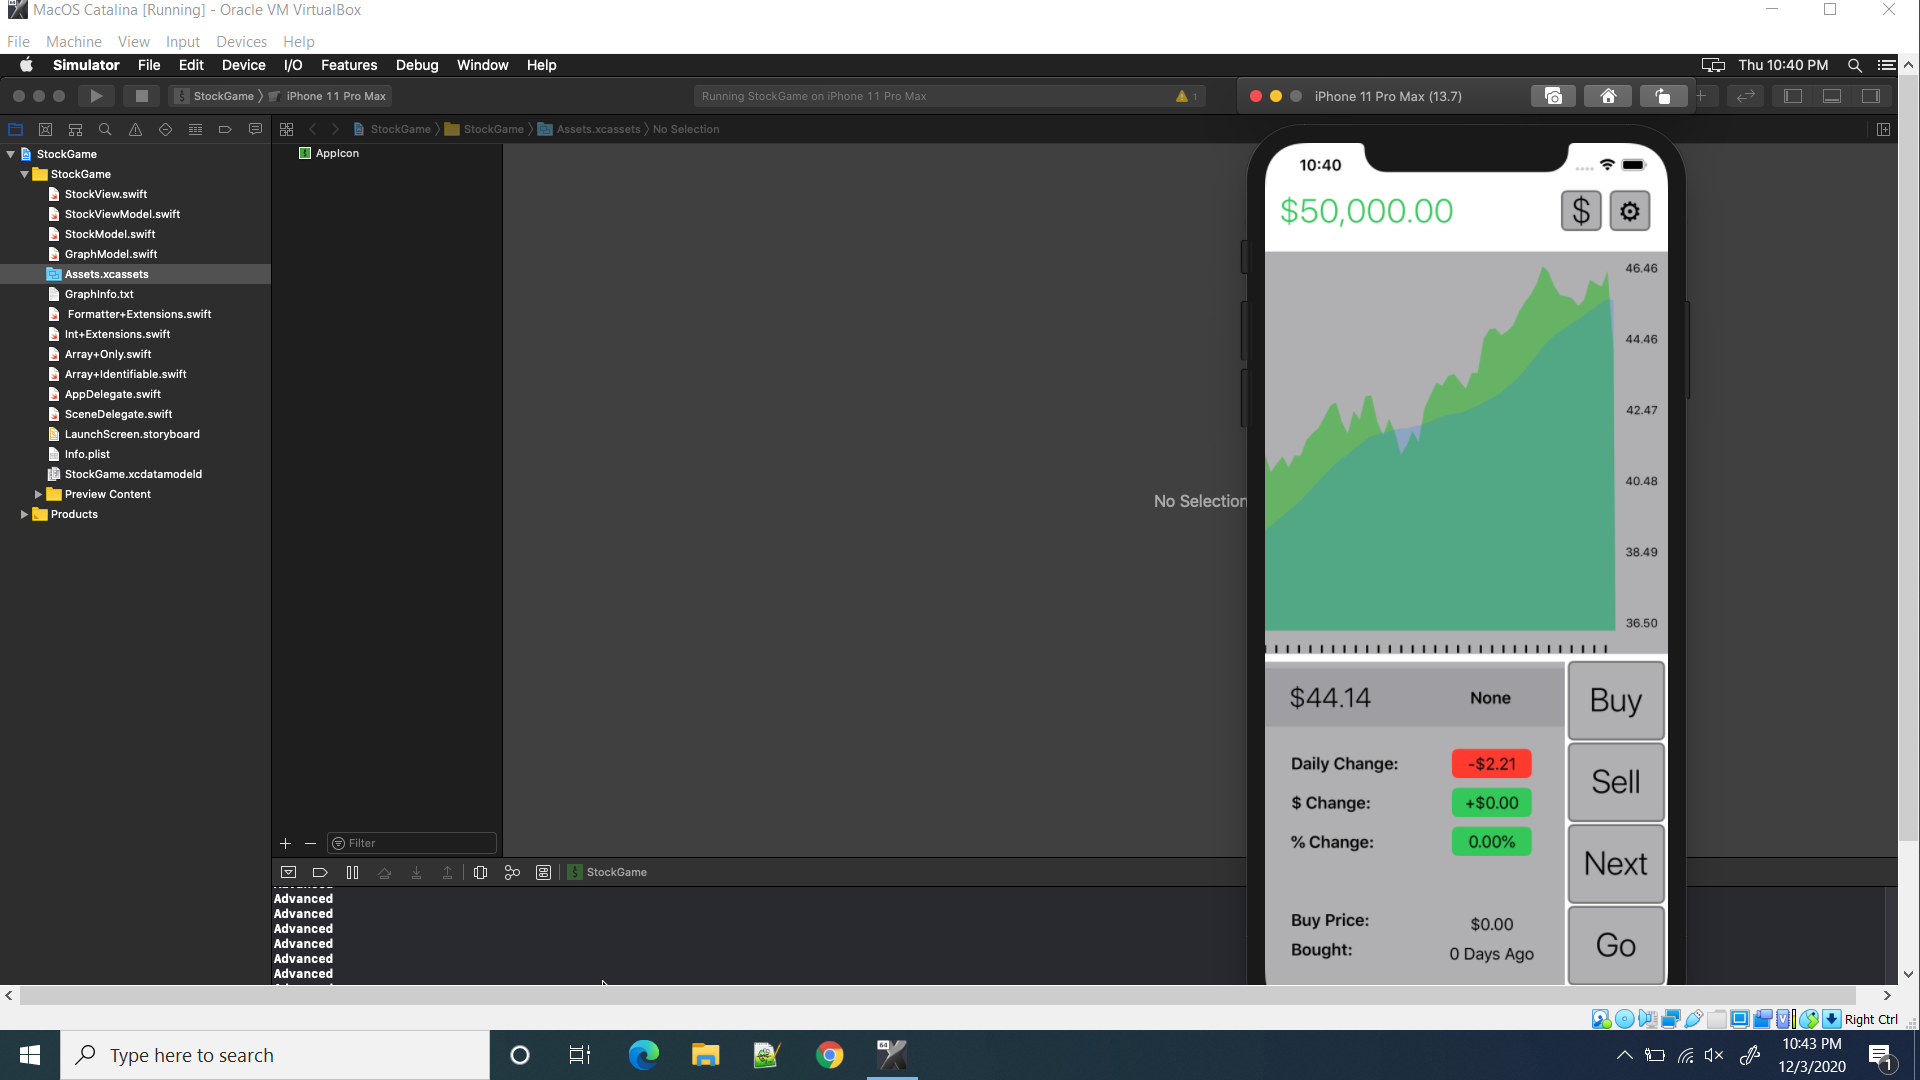 MacOS Catalina [Running] - Oracle VM VirtualBox
File Machine View Input Devices Help
Simulator File Edit Device I/O Features Debug Window Help
Thu 10:40 PM
StockGame iPhone 11 Pro Max
Running StockGame on iPhone 11 Pro Max
1
iPhone 11 Pro Max (13.7)
StockGame StockGame Assets.xcassets No Selection
StockGame
StockGame
StockView.swift
StockViewModel.swift
StockModel.swift
GraphModel.swift
Assets.xcassets
GraphInfo.txt
Formatter+Extensions.swift
Int+Extensions.swift
Array+Only.swift
Array+Identifiable.swift
AppDelegate.swift
SceneDelegate.swift
LaunchScreen.storyboard
Info.plist
StockGame.xcdatamodeld
Preview Content
Products
AppIcon
No Selection
Filter
StockGame
Advanced
Advanced
Advanced
Advanced
Advanced
Advanced
Advanced
10:40
$50,000.00
$
46.46
44.46
42.47
40.48
38.49
36.50
$44.14 None
Daily Change: -$2.21
$ Change: +$0.00
% Change: 0.00%
Buy Price: $0.00
Bought: 0 Days Ago
Buy
Sell
Next
Go
Right Ctrl
Type here to search
64
10:43 PM
12/3/2020
1